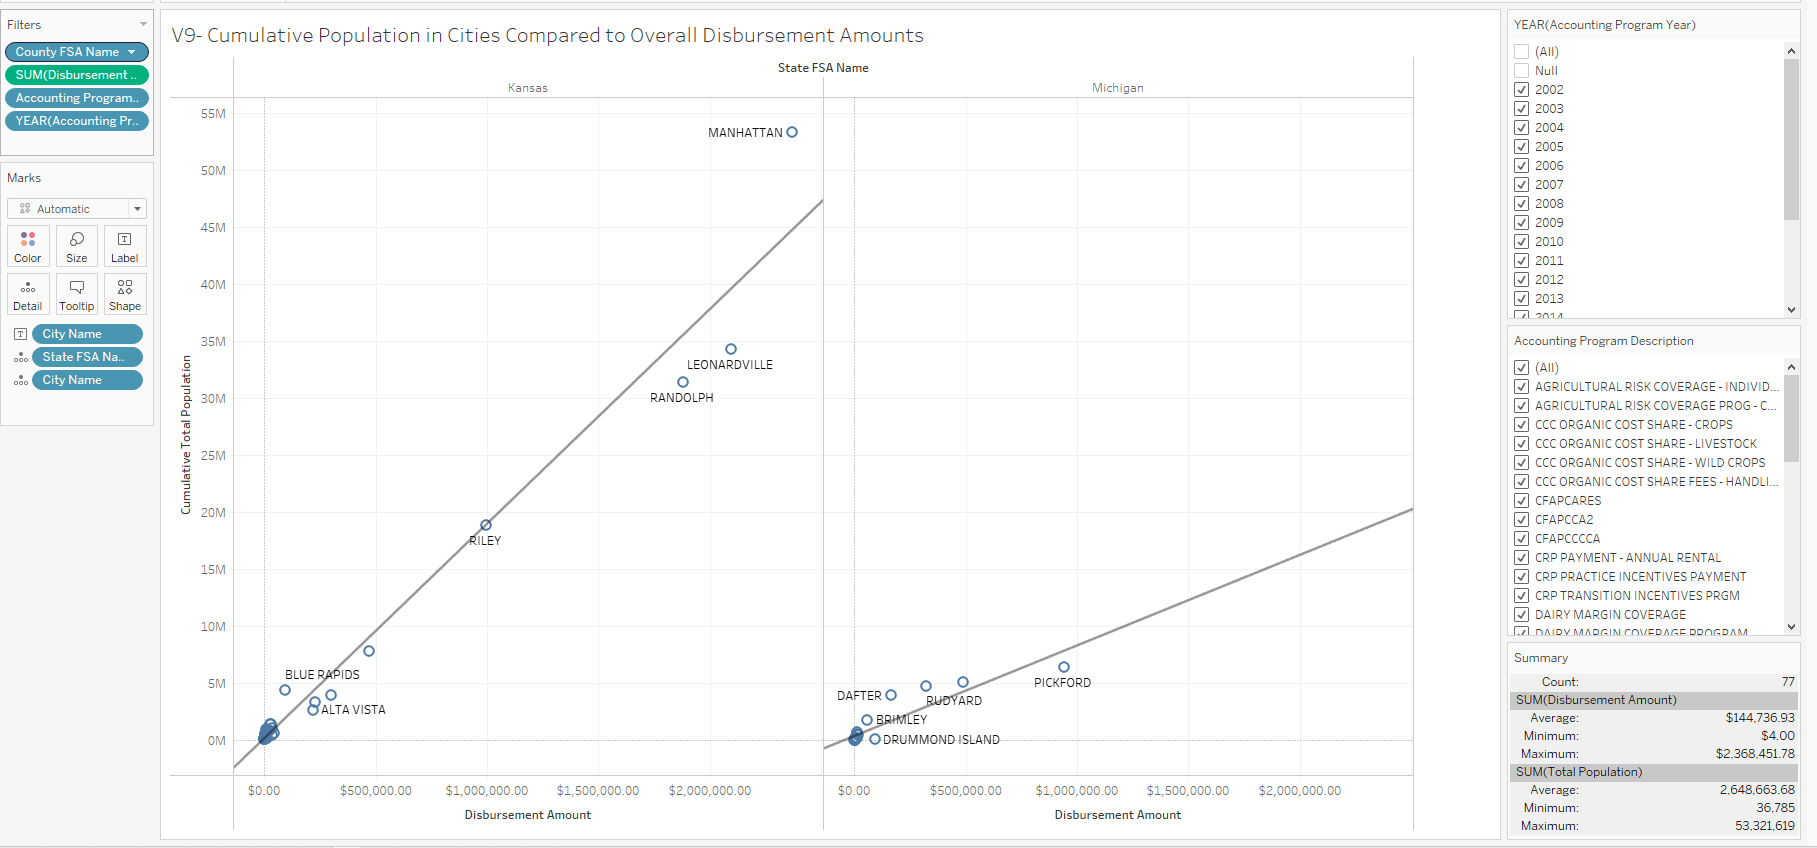 Filters
County FSA Name
SUM(Disbursement ..
Accounting Program..
YEAR(Accounting Pr..
Marks
Automatic
Color
Size
Label
Detail
Tooltip
Shape
City Name
State FSA Na..
City Name
V9- Cumulative Population in Cities Compared to Overall Disbursement Amounts
State FSA Name
Kansas
Michigan
Cumulative Total Population
55M
50M
45M
40M
35M
30M
25M
20M
15M
10M
5M
0M
MANHATTAN
LEONARDVILLE
RANDOLPH
RILEY
BLUE RAPIDS
ALTA VISTA
DAFTER
RUDYARD
PICKFORD
BRIMLEY
DRUMMOND ISLAND
$0.00 $500,000.00 $1,000,000.00 $1,500,000.00 $2,000,000.00
$0.00 $500,000.00 $1,000,000.00 $1,500,000.00 $2,000,000.00
Disbursement Amount
Disbursement Amount
YEAR(Accounting Program Year)
(All)
Null
2002
2003
2004
2005
2006
2007
2008
2009
2010
2011
2012
2013
2014
Accounting Program Description
(All)
AGRICULTURAL RISK COVERAGE - INDIVID...
AGRICULTURAL RISK COVERAGE PROG - C...
CCC ORGANIC COST SHARE - CROPS
CCC ORGANIC COST SHARE - LIVESTOCK
CCC ORGANIC COST SHARE - WILD CROPS
CCC ORGANIC COST SHARE FEES - HANDLI...
CFAPCARES
CFAPCCA2
CFAPCCCCA
CRP PAYMENT - ANNUAL RENTAL
CRP PRACTICE INCENTIVES PAYMENT
CRP TRANSITION INCENTIVES PRGM
DAIRY MARGIN COVERAGE
DAIRY MARGIN COVERAGE PROGRAM
Summary
Count: 77
SUM(Disbursement Amount)
Average: $144,736.93
Minimum: $4.00
Maximum: $2,368,451.78
SUM(Total Population)
Average: 2,648,663.68
Minimum: 36,785
Maximum: 53,321,619